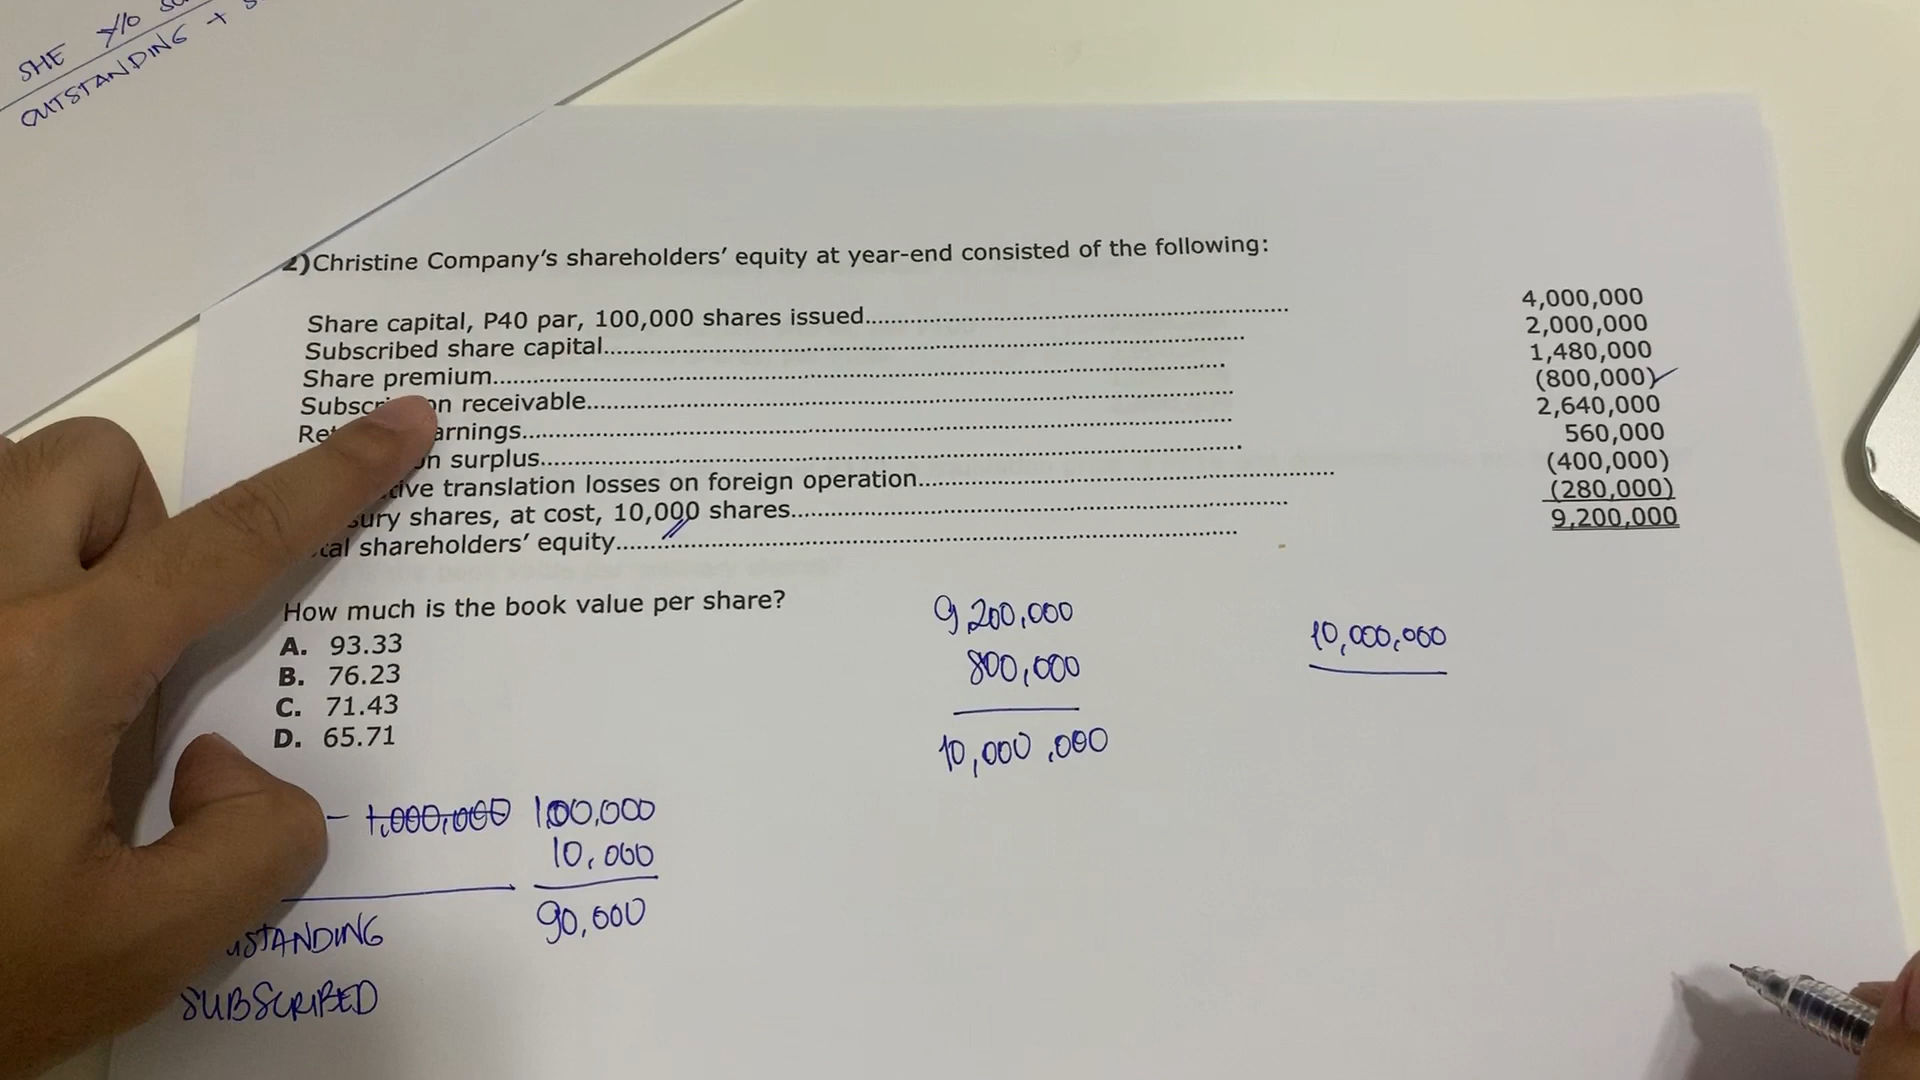 SHE Y/O
OUTSTANDING +
2)Christine Company's shareholders' equity at year-end consisted of the following:
Share capital, P40 par, 100,000 shares issued.......... 4,000,000
Subscribed share capital.......... 2,000,000
Share premium.......... 1,480,000
Subscr on receivable.......... (800,000)
Ret arnings.......... 2,640,000
on surplus.......... 560,000
tive translation losses on foreign operation.......... (400,000)
sury shares, at cost, 10,000 shares.......... (280,000)
tal shareholders' equity.......... 9,200,000
How much is the book value per share?
A. 93.33
B. 76.23
C. 71.43
D. 65.71
9,200,000
800,000
10,000,000
10,000,000
- 1,000,000 100,000
10,000
90,000
STANDING
SUBSCRIBED